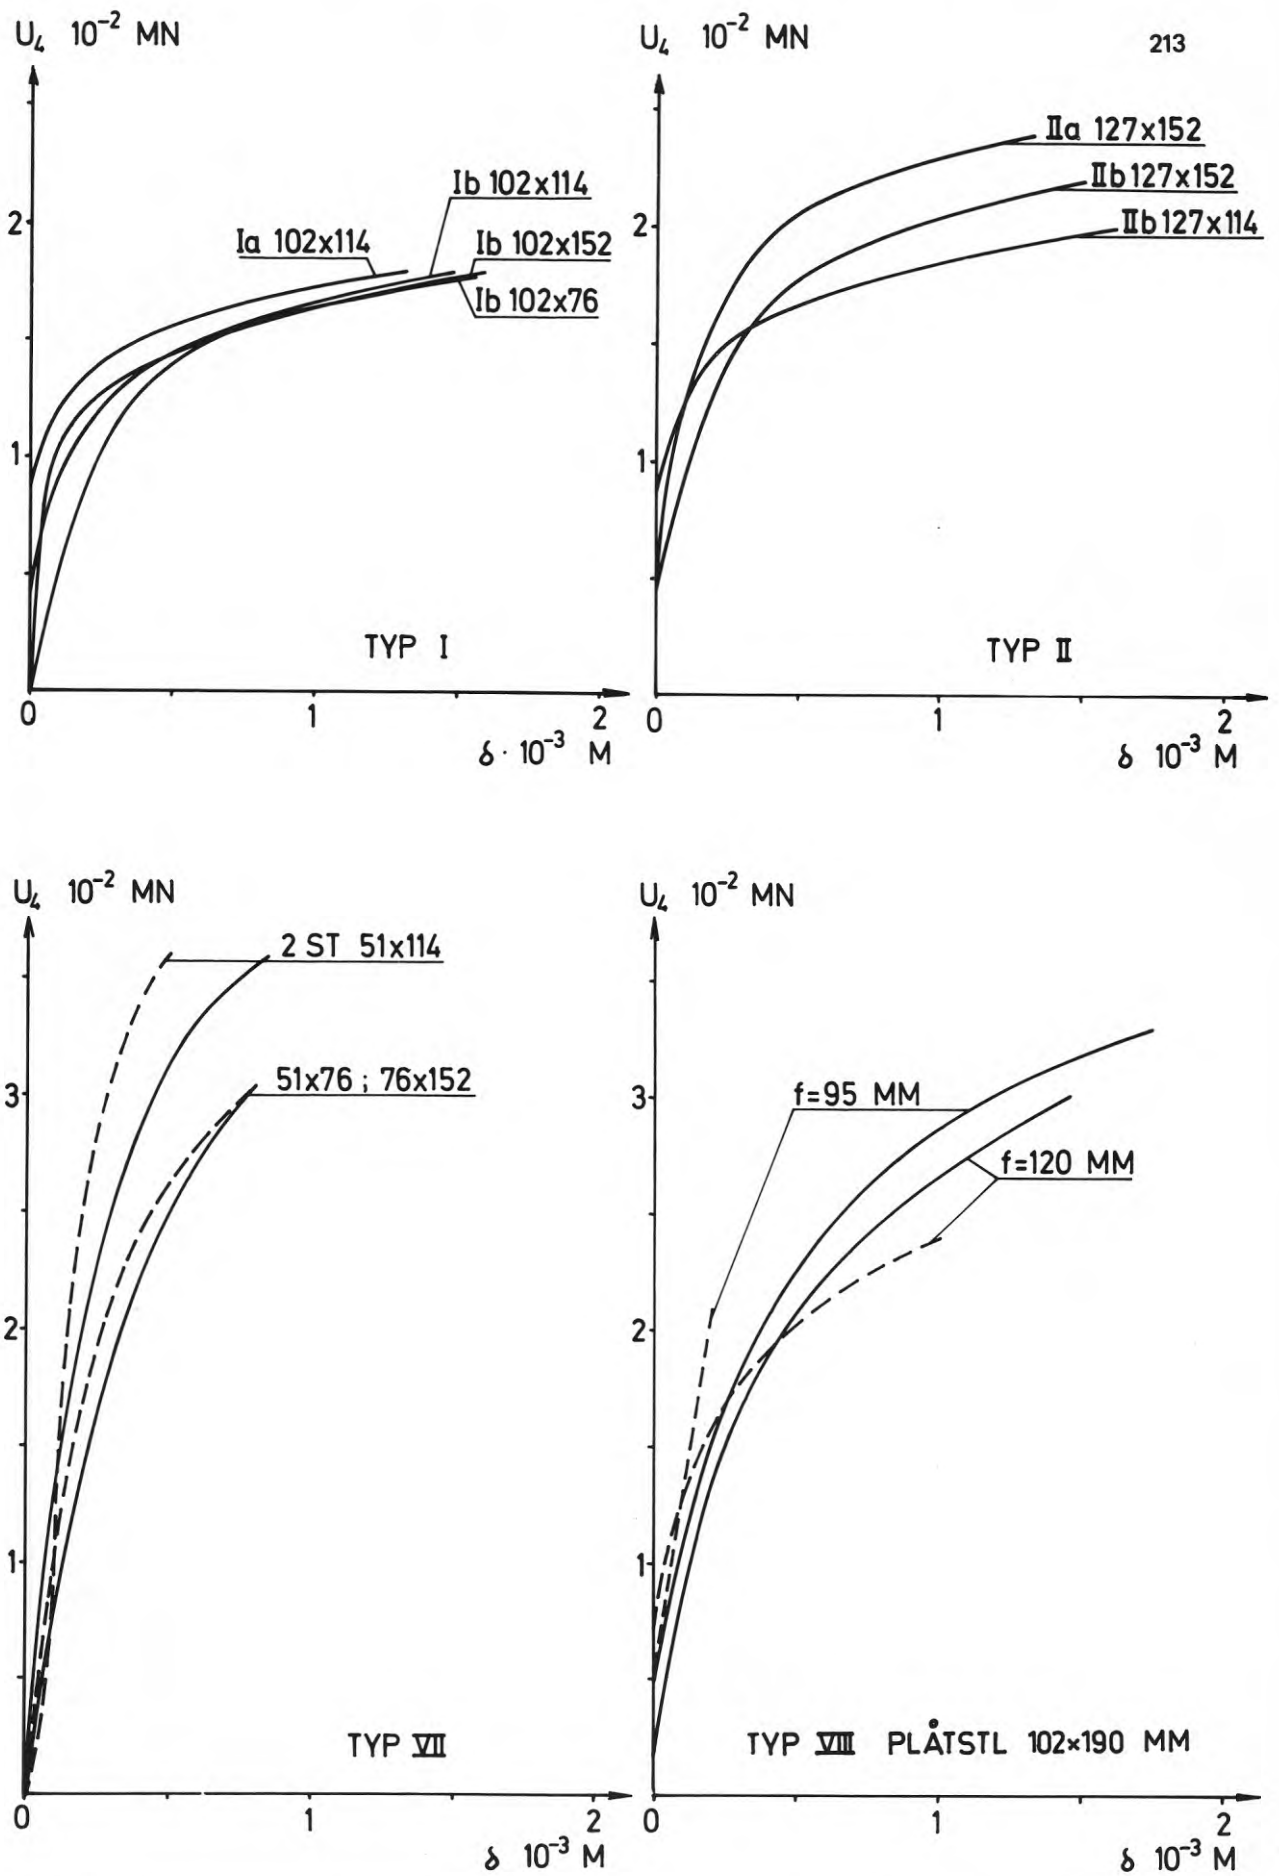 213
U₄ 10⁻² MN
2
1
0
1
2
δ · 10⁻³ M
Ia 102x114
Ib 102x114
Ib 102x152
Ib 102x76
TYP I
U₄ 10⁻² MN
2
1
0
1
2
δ 10⁻³ M
IIa 127x152
IIb 127x152
IIb 127x114
TYP II
U₄ 10⁻² MN
3
2
1
0
1
2
δ 10⁻³ M
2 ST 51x114
51x76 ; 76x152
TYP VII
U₄ 10⁻² MN
3
2
1
0
1
2
δ 10⁻³ M
f=95 MM
f=120 MM
TYP VIII PLÅTSTL 102×190 MM